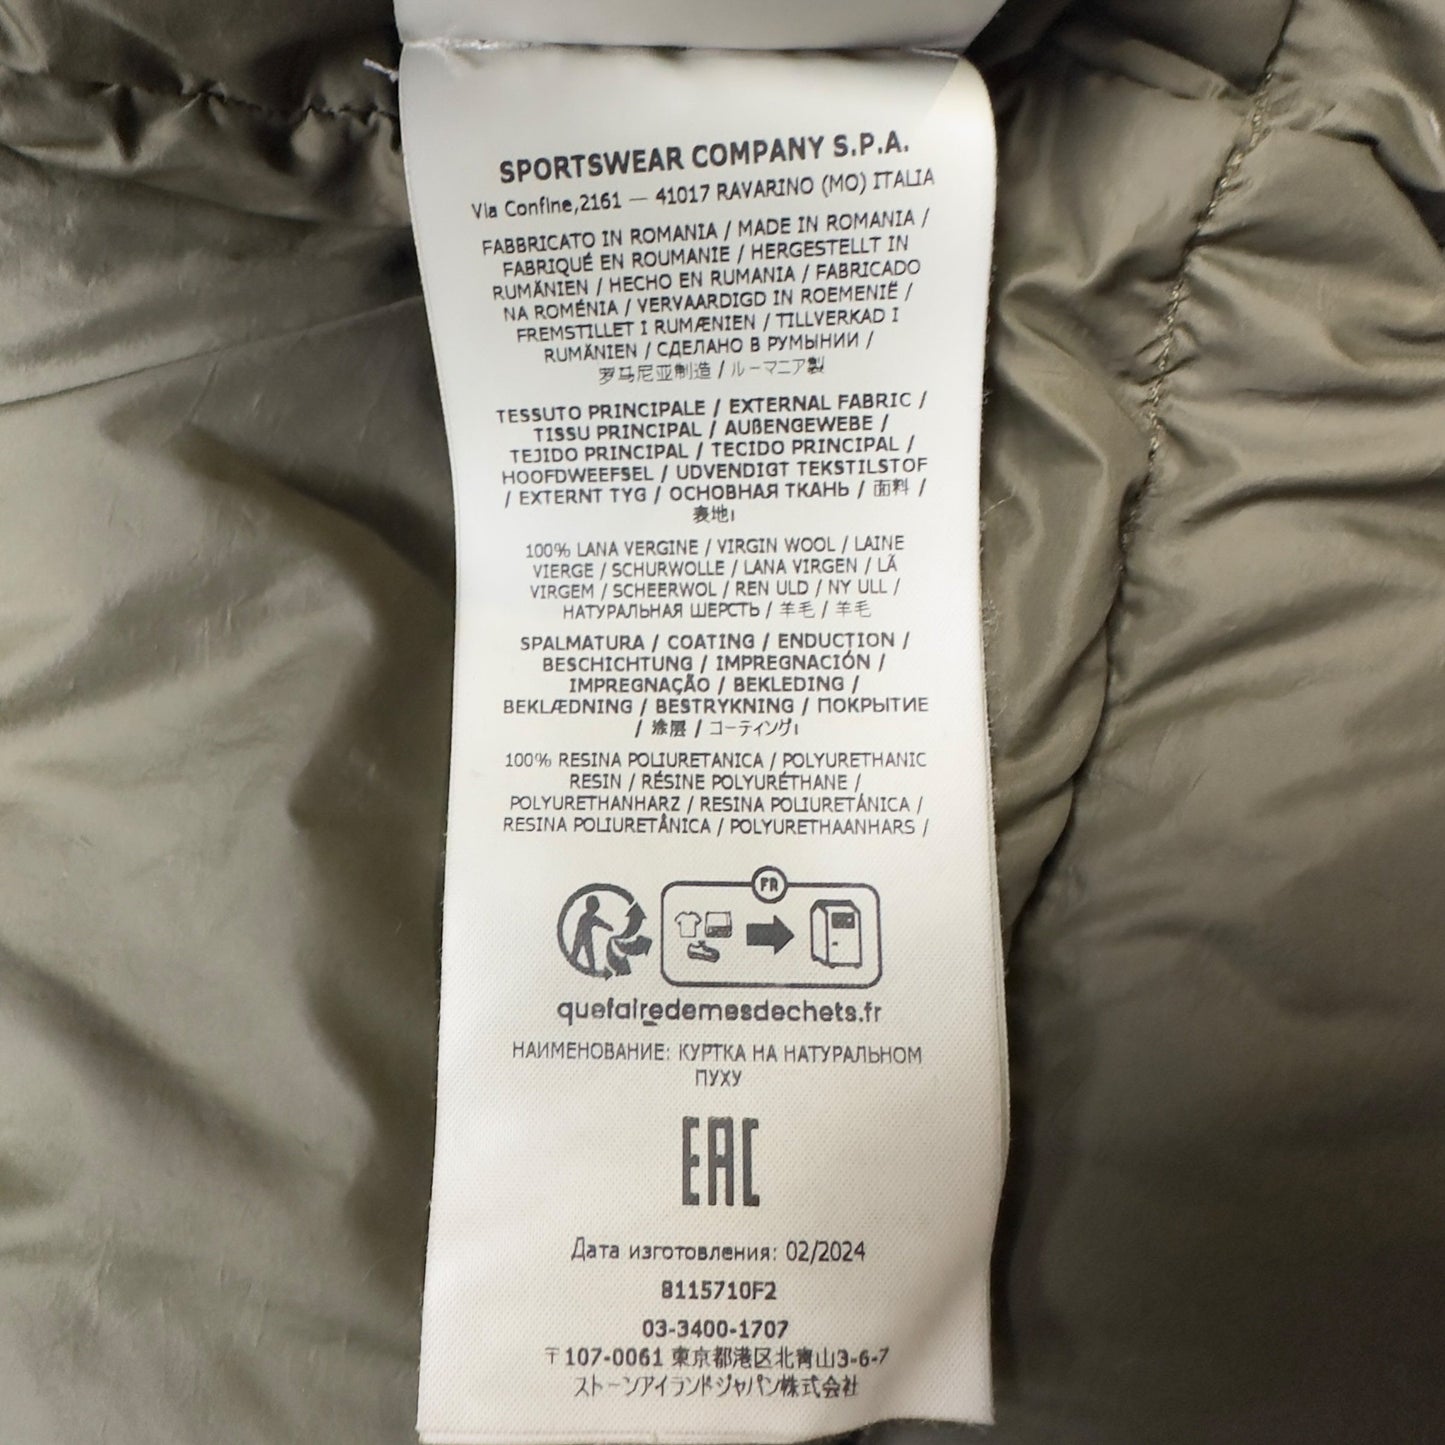 SPORTSWEAR COMPANY S.P.A.
Via Confine,2161 — 41017 RAVARINO (MO) ITALIA
FABBRICATO IN ROMANIA / MADE IN ROMANIA /
FABRIQUÉ EN ROUMANIE / HERGESTELLT IN
RUMÄNIEN / HECHO EN RUMANIA / FABRICADO
NA ROMÉNIA / VERVAARDIGD IN ROEMENIË /
FREMSTILLET I RUMÆNIEN / TILLVERKAD I
RUMÄNIEN / СДЕЛАНО В РУМЫНИИ /
罗马尼亚制造 / ルーマニア製
TESSUTO PRINCIPALE / EXTERNAL FABRIC /
TISSU PRINCIPAL / AUßENGEWEBE /
TEJIDO PRINCIPAL / TECIDO PRINCIPAL /
HOOFDWEEFSEL / UDVENDIGT TEKSTILSTOF
/ EXTERNT TYG / ОСНОВНАЯ ТКАНЬ / 面料 /
表地:
100% LANA VERGINE / VIRGIN WOOL / LAINE
VIERGE / SCHURWOLLE / LANA VIRGEN / LÃ
VIRGEM / SCHEERWOL / REN ULD / NY ULL /
НАТУРАЛЬНАЯ ШЕРСТЬ / 羊毛 / 羊毛
SPALMATURA / COATING / ENDUCTION /
BESCHICHTUNG / IMPREGNACIÓN /
IMPREGNAÇÃO / BEKLEDING /
BEKLÆDNING / BESTRYKNING / ПОКРЫТИЕ
/ 涂层 / コーティング:
100% RESINA POLIURETANICA / POLYURETHANIC
RESIN / RÉSINE POLYURÉTHANE /
POLYURETHANHARZ / RESINA POLIURETÁNICA /
RESINA POLIURETÂNICA / POLYURETHAANHARS /
FR
quefairedemesdechets.fr
НАИМЕНОВАНИЕ: КУРТКА НА НАТУРАЛЬНОМ
ПУХУ
EAC
Дата изготовления: 02/2024
8115710F2
03-3400-1707
〒107-0061 東京都港区北青山3-6-7
ストーンアイランドジャパン株式会社